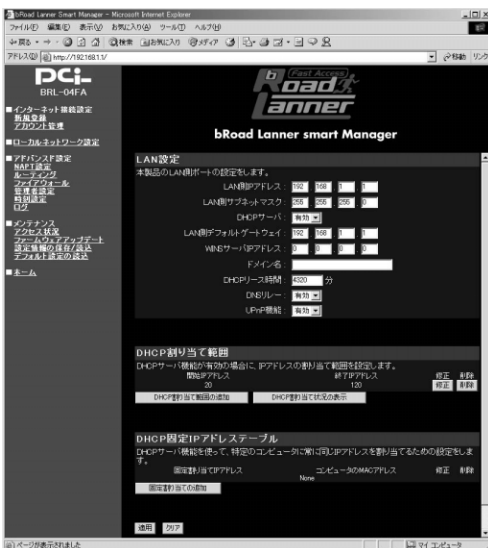 bRoad Lanner Smart Manager - Microsoft Internet Explorer
ファイル(F) 編集(E) 表示(V) お気に入り(A) ツール(T) ヘルプ(H)
戻る 検索 お気に入り メディア
アドレス(D) http://192.168.1.1/ 移動 リンク
PCi
BRL-04FA
■インターネット接続設定
新規登録
アカウント管理
■ローカルネットワーク設定
■アドバンスド設定
NAPT設定
ルーティング
ファイアウォール
管理者設定
時刻設定
ログ
■メンテナンス
アクセス状況
ファームウェアアップデート
設定情報の保存/読込
デフォルト設定の読込
■ホーム
b Road (Fast Access)
Lanner
bRoad Lanner smart Manager
LAN設定
本製品のLAN側ポートの設定をします。
LAN側IPアドレス: 192 168 1 1
LAN側サブネットマスク: 255 255 255 0
DHCPサーバ: 有効
LAN側デフォルトゲートウェイ: 192 168 1 1
WINSサーバIPアドレス: 0 0 0 0
ドメイン名:
DHCPリース時間: 4320 分
DNSリレー: 有効
UPnP機能: 有効
DHCP割り当て範囲
DHCPサーバ機能が有効の場合に、IPアドレスの割り当て範囲を設定します。
開始IPアドレス 終了IPアドレス 修正 削除
20 120 修正 削除
DHCP割り当て範囲の追加 DHCP割り当て状況の表示
DHCP固定IPアドレステーブル
DHCPサーバ機能を使って、特定のコンピュータに常に同じIPアドレスを割り当てるための設定をしま
す。
固定割り当てIPアドレス コンピュータのMACアドレス 修正 削除
None
固定割り当ての追加
適用 クリア
ページが表示されました マイ コンピュータ